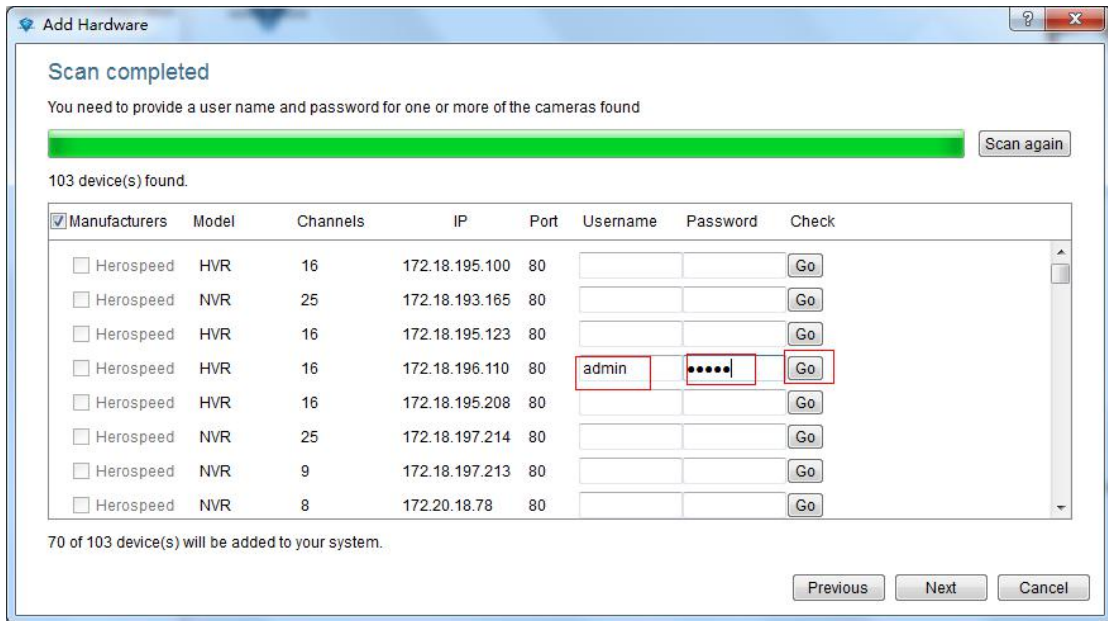 Add Hardware
Scan completed
You need to provide a user name and password for one or more of the cameras found
Scan again
103 device(s) found.
Manufacturers Model Channels IP Port Username Password Check
Herospeed HVR 16 172.18.195.100 80 Go
Herospeed NVR 25 172.18.193.165 80 Go
Herospeed HVR 16 172.18.195.123 80 Go
Herospeed HVR 16 172.18.196.110 80 admin ••••• Go
Herospeed HVR 16 172.18.195.208 80 Go
Herospeed NVR 25 172.18.197.214 80 Go
Herospeed NVR 9 172.18.197.213 80 Go
Herospeed NVR 8 172.20.18.78 80 Go
70 of 103 device(s) will be added to your system.
Previous Next Cancel